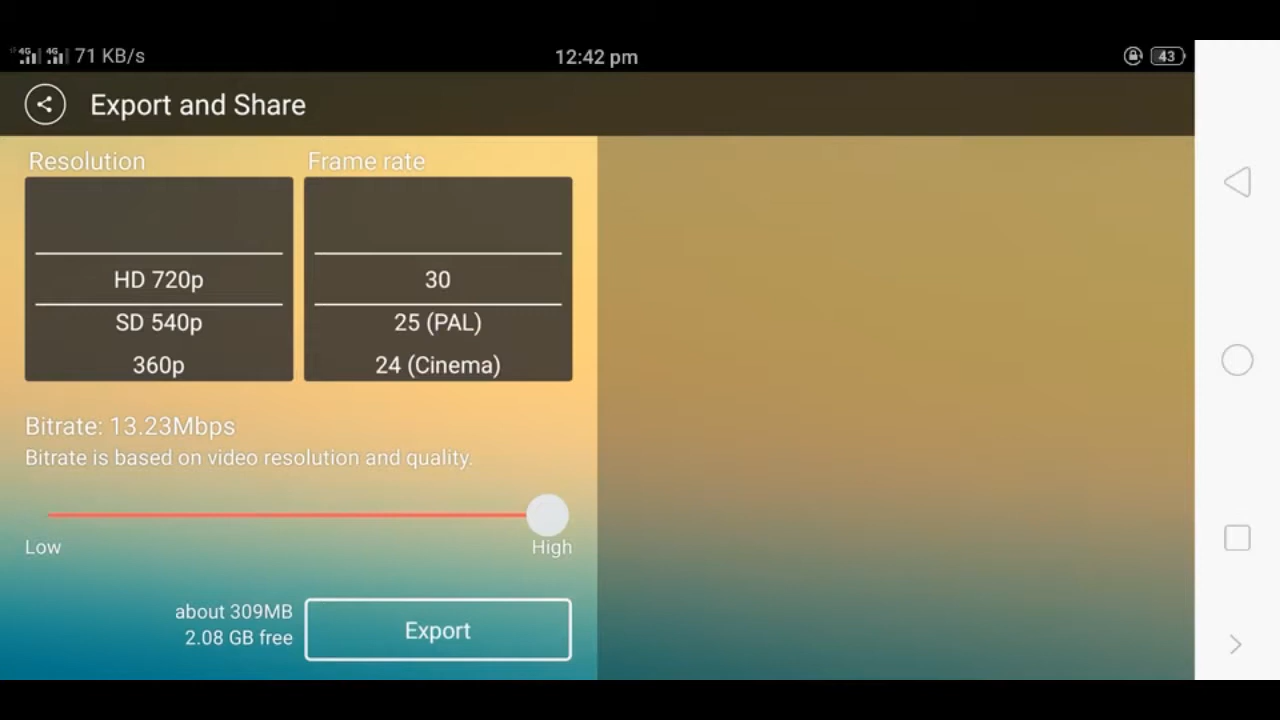 4G 4G 71 KB/s 12:42 pm 43
Export and Share
Resolution Frame rate
HD 720p 30
SD 540p 25 (PAL)
360p 24 (Cinema)
Bitrate: 13.23Mbps
Bitrate is based on video resolution and quality.
Low High
about 309MB
2.08 GB free
Export